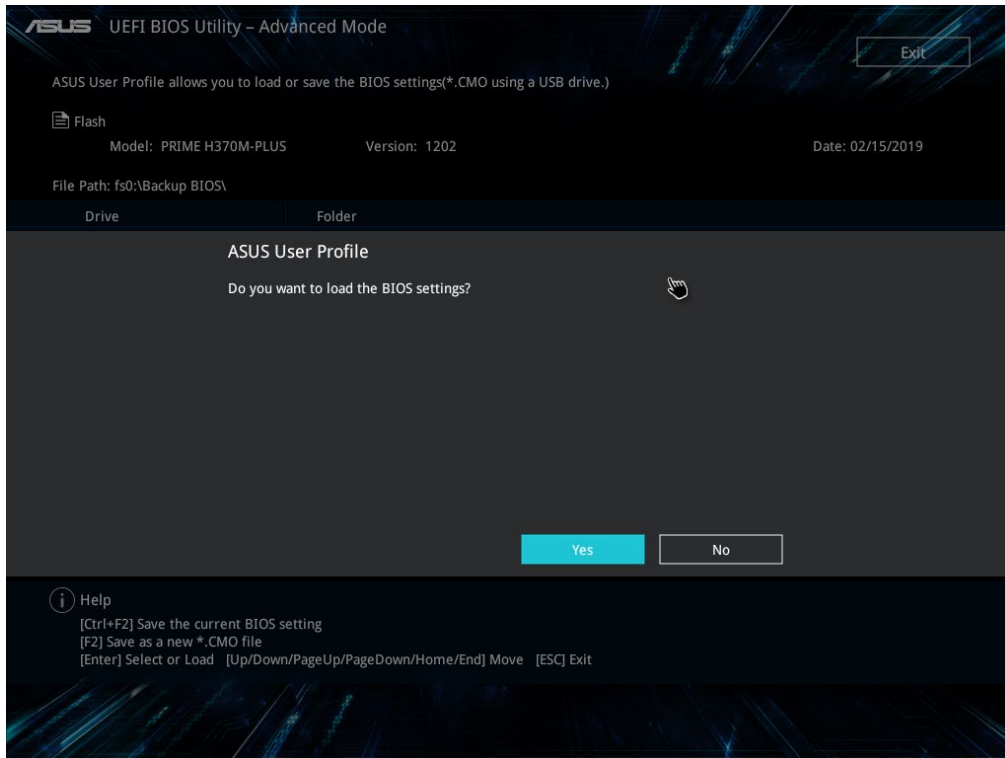 ASUS UEFI BIOS Utility – Advanced Mode
Exit
ASUS User Profile allows you to load or save the BIOS settings(*.CMO using a USB drive.)
Flash
Model: PRIME H370M-PLUS Version: 1202 Date: 02/15/2019
File Path: fs0:\Backup BIOS\
Drive Folder
ASUS User Profile
Do you want to load the BIOS settings?
Yes No
i Help
[Ctrl+F2] Save the current BIOS setting
[F2] Save as a new *.CMO file
[Enter] Select or Load [Up/Down/PageUp/PageDown/Home/End] Move [ESC] Exit